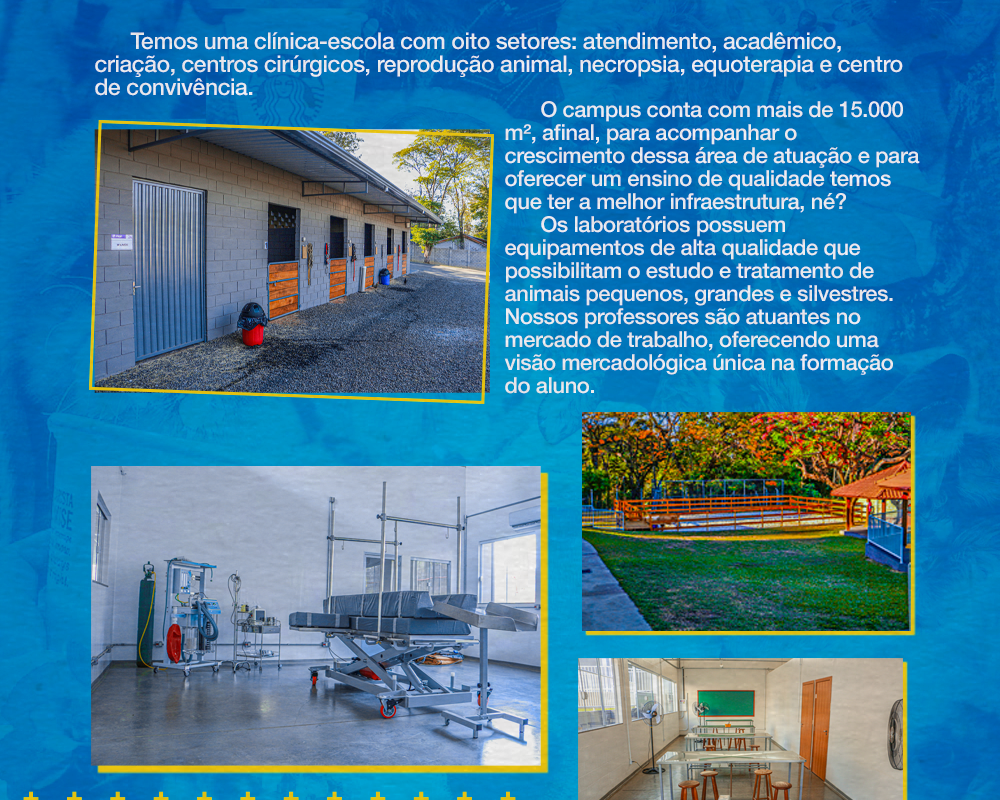 Temos uma clínica-escola com oito setores: atendimento, acadêmico,
criação, centros cirúrgicos, reprodução animal, necropsia, equoterapia e centro
de convivência.
O campus conta com mais de 15.000
m², afinal, para acompanhar o
crescimento dessa área de atuação e para
oferecer um ensino de qualidade temos
que ter a melhor infraestrutura, né?
Os laboratórios possuem
equipamentos de alta qualidade que
possibilitam o estudo e tratamento de
animais pequenos, grandes e silvestres.
Nossos professores são atuantes no
mercado de trabalho, oferecendo uma
visão mercadológica única na formação
do aluno.